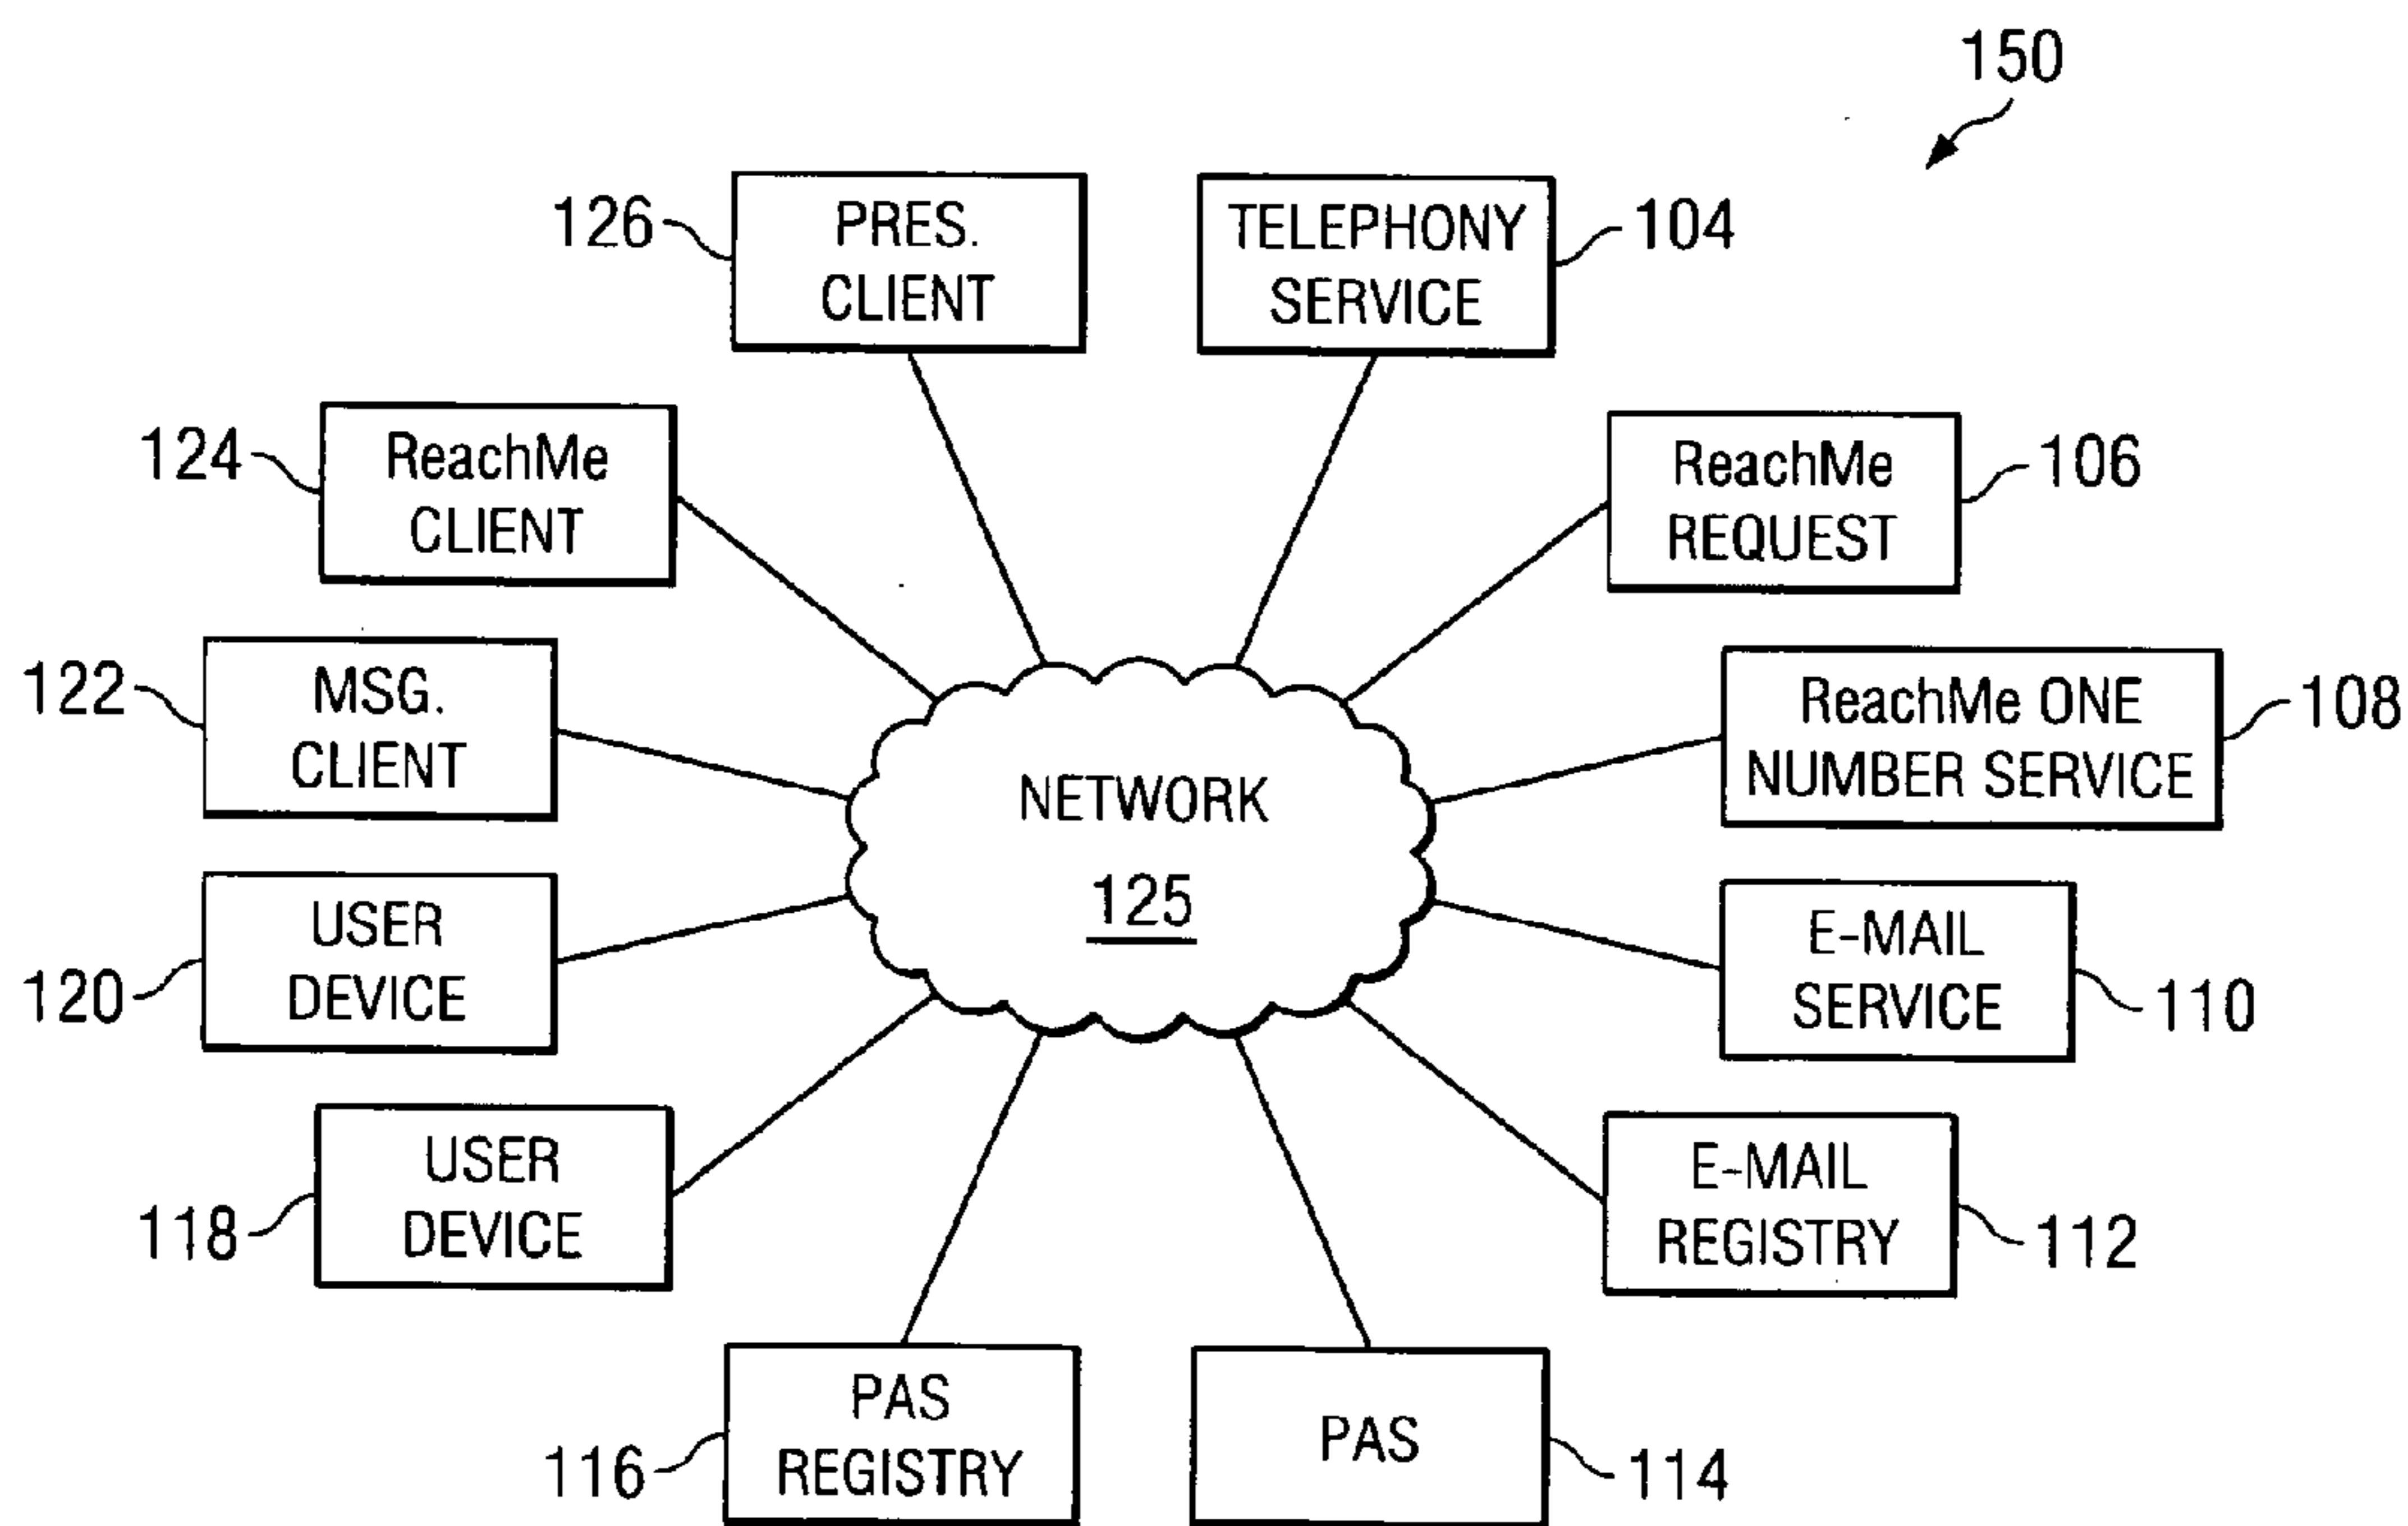 150
126
PRES.
CLIENT
TELEPHONY
SERVICE
104
124
ReachMe
CLIENT
ReachMe
REQUEST
106
122
MSG.
CLIENT
ReachMe ONE
NUMBER SERVICE
108
NETWORK
125
120
USER
DEVICE
E-MAIL
SERVICE
110
118
USER
DEVICE
E-MAIL
REGISTRY
112
116
PAS
REGISTRY
PAS
114